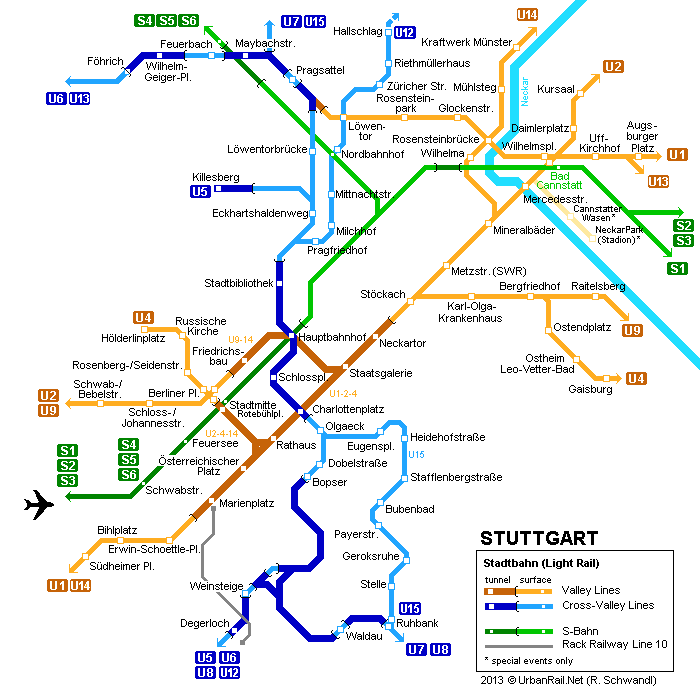 S4 S5 S6
U7 U15
Hallschlag
U12
U14
Feuerbach
Maybachstr.
Kraftwerk Münster
Föhrich
Wilhelm-
Geiger-Pl.
Pragsattel
Riethmüllerhaus
U2
U6 U13
Züricher Str.
Mühlsteg
Kursaal
Neckar
Rosenstein-
park
Glockenstr.
Löwen-
tor
Daimlerplatz
Uff-
Kirchhof
Augs-
burger
Platz
Rosensteinbrücke
Wilhelmspl.
U1
Löwentorbrücke
Nordbahnhof
Wilhelma
Killesberg
U5
Bad
Cannstatt
U13
Mittnachtstr.
Mercedesstr.
Eckhartshaldenweg
Cannstatter
Wasen*
S2
S3
Milchhof
Mineralbäder
NeckarPark
(Stadion)*
Pragfriedhof
S1
Stadtbibliothek
Metzstr. (SWR)
Stöckach
Bergfriedhof
Raitelsberg
Karl-Olga-
Krankenhaus
U9
U4
Russische
Kirche
Hölderlinplatz
U9-14
Hauptbahnhof
Neckartor
Ostendplatz
Friedrichs-
bau
Rosenberg-/Seidenstr.
Staatsgalerie
Ostheim
Leo-Vetter-Bad
Schlosspl.
U4
Gaisburg
U2
U9
Schwab-/
Bebelstr.
Berliner Pl.
U1-2-4
Schloss-/
Johannesstr.
Stadtmitte
Rotebühlpl.
Charlottenplatz
Olgaeck
U2-4-14
Feuersee
Rathaus
Eugenspl.
Heidehofstraße
S1
S2
S3
S4
S5
S6
U15
Österreichischer
Platz
Dobelstraße
Bopser
Stafflenbergstraße
Schwabstr.
Marienplatz
Bubenbad
Bihlplatz
Payerstr.
Erwin-Schoettle-Pl.
Südheimer Pl.
Geroksruhe
U1 U14
Weinsteige
Stelle
U15
Degerloch
Ruhbank
Waldau
U7 U8
U5 U6
U8 U12
STUTTGART
Stadtbahn (Light Rail)
tunnel surface
Valley Lines
Cross-Valley Lines
S-Bahn
Rack Railway Line 10
* special events only
2013 © UrbanRail.Net (R. Schwandl)